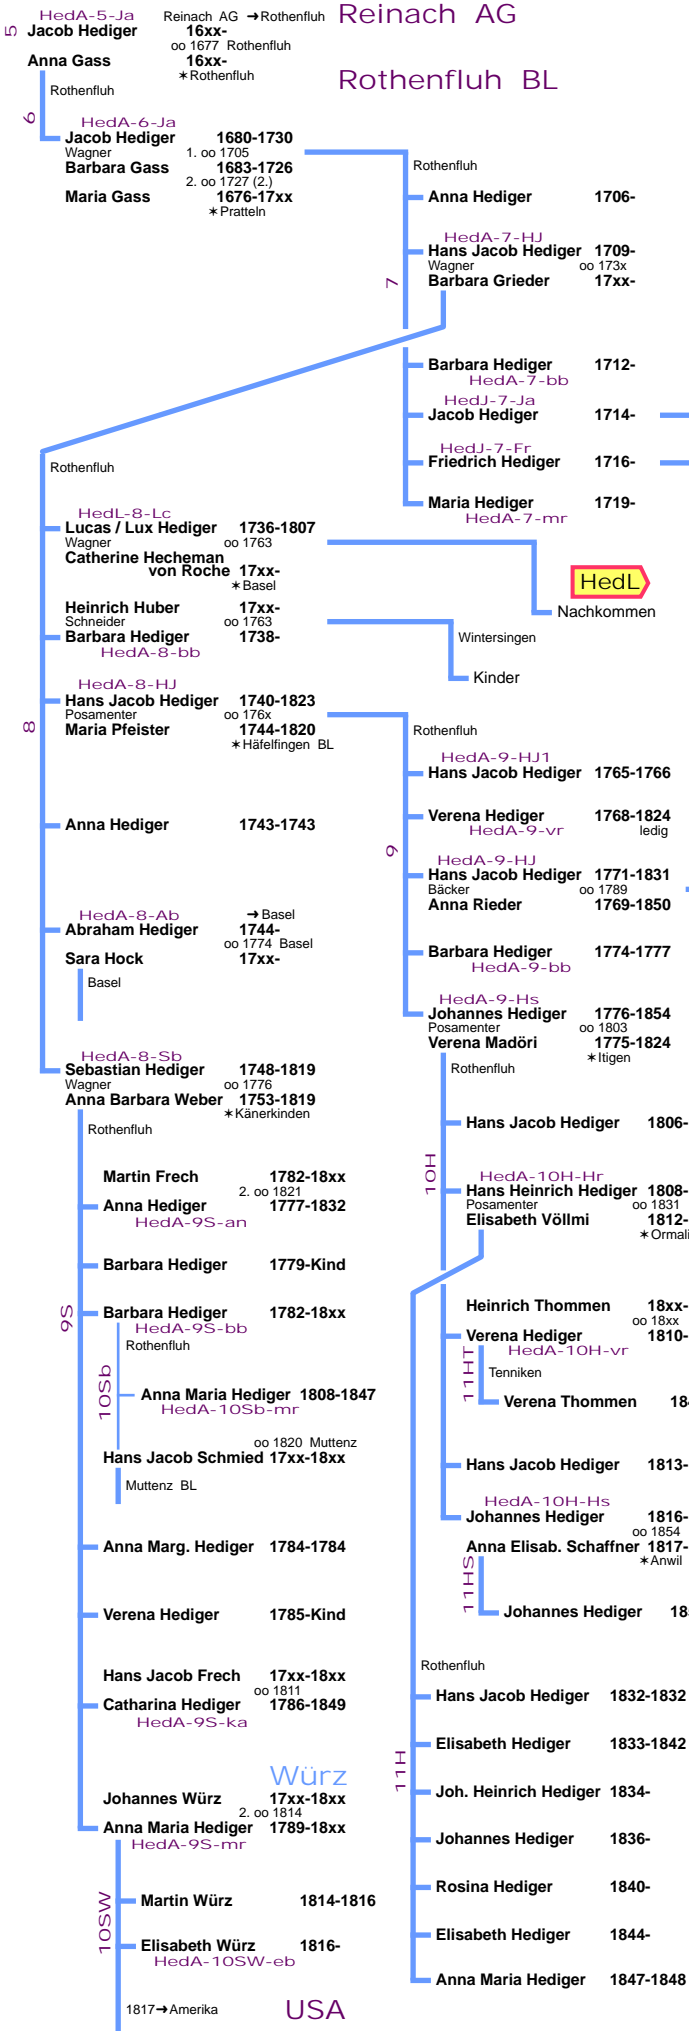 HedA-5-Ja
Reinach AG →Rothenfluh
Reinach AG
5
Jacob Hediger 16xx-
oo 1677 Rothenfluh
Anna Gass 16xx-
∗Rothenfluh
Rothenfluh BL
Rothenfluh
6
HedA-6-Ja
Jacob Hediger 1680-1730
Wagner 1. oo 1705
Barbara Gass 1683-1726
2. oo 1727 (2.)
Maria Gass 1676-17xx
∗Pratteln
Rothenfluh
7
Anna Hediger 1706-
HedA-7-HJ
Hans Jacob Hediger 1709-
Wagner oo 173x
Barbara Grieder 17xx-
Barbara Hediger 1712-
HedA-7-bb
HedJ-7-Ja
Jacob Hediger 1714-
HedJ-7-Fr
Friedrich Hediger 1716-
Maria Hediger 1719-
HedA-7-mr
Rothenfluh
8
HedL-8-Lc
Lucas / Lux Hediger 1736-1807
Wagner oo 1763
Catherine Hecheman
von Roche 17xx-
∗Basel
HedL
Nachkommen
Heinrich Huber 17xx-
Schneider oo 1763
Barbara Hediger 1738-
HedA-8-bb
Wintersingen
Kinder
HedA-8-HJ
Hans Jacob Hediger 1740-1823
Posamenter oo 176x
Maria Pfeister 1744-1820
∗Häfelfingen BL
Anna Hediger 1743-1743
HedA-8-Ab →Basel
Abraham Hediger 1744-
oo 1774 Basel
Sara Hock 17xx-
Basel
HedA-8-Sb
Sebastian Hediger 1748-1819
Wagner oo 1776
Anna Barbara Weber 1753-1819
∗Känerkinden
Rothenfluh
9
HedA-9-HJ1
Hans Jacob Hediger 1765-1766
Verena Hediger 1768-1824
HedA-9-vr ledig
HedA-9-HJ
Hans Jacob Hediger 1771-1831
Bäcker oo 1789
Anna Rieder 1769-1850
Barbara Hediger 1774-1777
HedA-9-bb
HedA-9-Hs
Johannes Hediger 1776-1854
Posamenter oo 1803
Verena Madöri 1775-1824
∗Itigen
Rothenfluh
9S
Martin Frech 1782-18xx
2. oo 1821
Anna Hediger 1777-1832
HedA-9S-an
Barbara Hediger 1779-Kind
Barbara Hediger 1782-18xx
HedA-9S-bb
Rothenfluh
10Sb
Anna Maria Hediger 1808-1847
HedA-10Sb-mr
oo 1820 Muttenz
Hans Jacob Schmied 17xx-18xx
Muttenz BL
Anna Marg. Hediger 1784-1784
Verena Hediger 1785-Kind
Hans Jacob Frech 17xx-18xx
oo 1811
Catharina Hediger 1786-1849
HedA-9S-ka
Würz
Johannes Würz 17xx-18xx
2. oo 1814
Anna Maria Hediger 1789-18xx
HedA-9S-mr
10SW
Martin Würz 1814-1816
Elisabeth Würz 1816-
HedA-10SW-eb
1817→Amerika
USA
Rothenfluh
10H
Hans Jacob Hediger 1806-
HedA-10H-Hr
Hans Heinrich Hediger 1808-
Posamenter oo 1831
Elisabeth Völlmi 1812-
∗Ormali
Heinrich Thommen 18xx-
oo 18xx
Verena Hediger 1810-
HedA-10H-vr
11HT
Tenniken
Verena Thommen
Hans Jacob Hediger 1813-
HedA-10H-Hs
Johannes Hediger 1816-
oo 1854
Anna Elisab. Schaffner 1817-
∗Anwil
11HS
Johannes Hediger
Rothenfluh
11H
Hans Jacob Hediger 1832-1832
Elisabeth Hediger 1833-1842
Joh. Heinrich Hediger 1834-
Johannes Hediger 1836-
Rosina Hediger 1840-
Elisabeth Hediger 1844-
Anna Maria Hediger 1847-1848